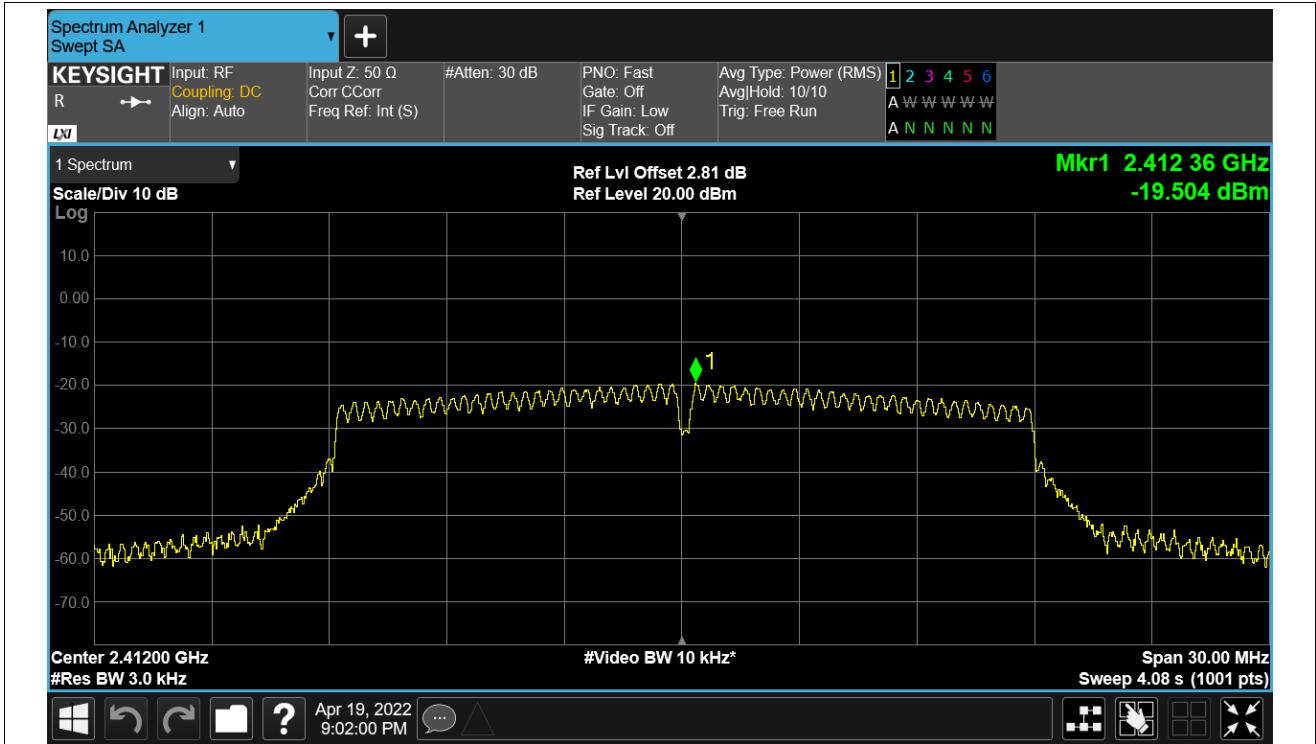 Spectrum Analyzer 1
Swept SA
+
KEYSIGHT
R
LXI
Input: RF
Coupling: DC
Align: Auto
Input Z: 50 Ω
Corr CCorr
Freq Ref: Int (S)
#Atten: 30 dB
PNO: Fast
Gate: Off
IF Gain: Low
Sig Track: Off
Avg Type: Power (RMS)
Avg|Hold: 10/10
Trig: Free Run
1 2 3 4 5 6
A W W W W W
A N N N N N
1 Spectrum
Scale/Div 10 dB
Log
Ref Lvl Offset 2.81 dB
Ref Level 20.00 dBm
Mkr1 2.412 36 GHz
-19.504 dBm
10.0
0.00
-10.0
1
-20.0
-30.0
-40.0
-50.0
-60.0
-70.0
Center 2.41200 GHz
#Res BW 3.0 kHz
#Video BW 10 kHz*
Span 30.00 MHz
Sweep 4.08 s (1001 pts)
?
Apr 19, 2022
9:02:00 PM